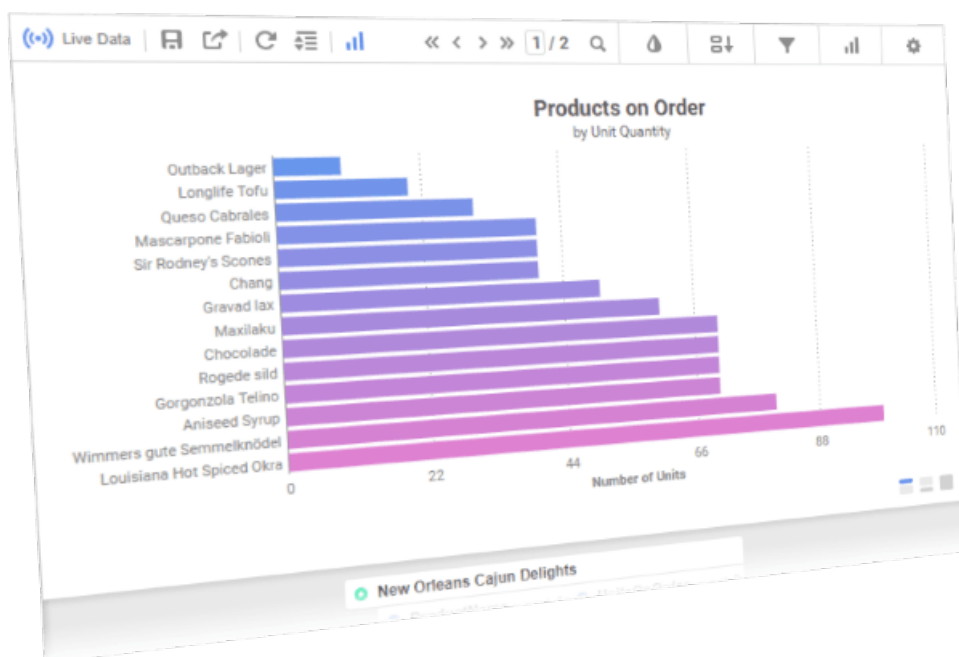 Live Data
1 / 2
Products on Order
by Unit Quantity
Outback Lager
Longlife Tofu
Queso Cabrales
Mascarpone Fabioli
Sir Rodney's Scones
Chang
Gravad lax
Maxilaku
Chocolade
Rogede sild
Gorgonzola Telino
Aniseed Syrup
Wimmers gute Semmelknödel
Louisiana Hot Spiced Okra
0 22 44 66 88 110
Number of Units
New Orleans Cajun Delights